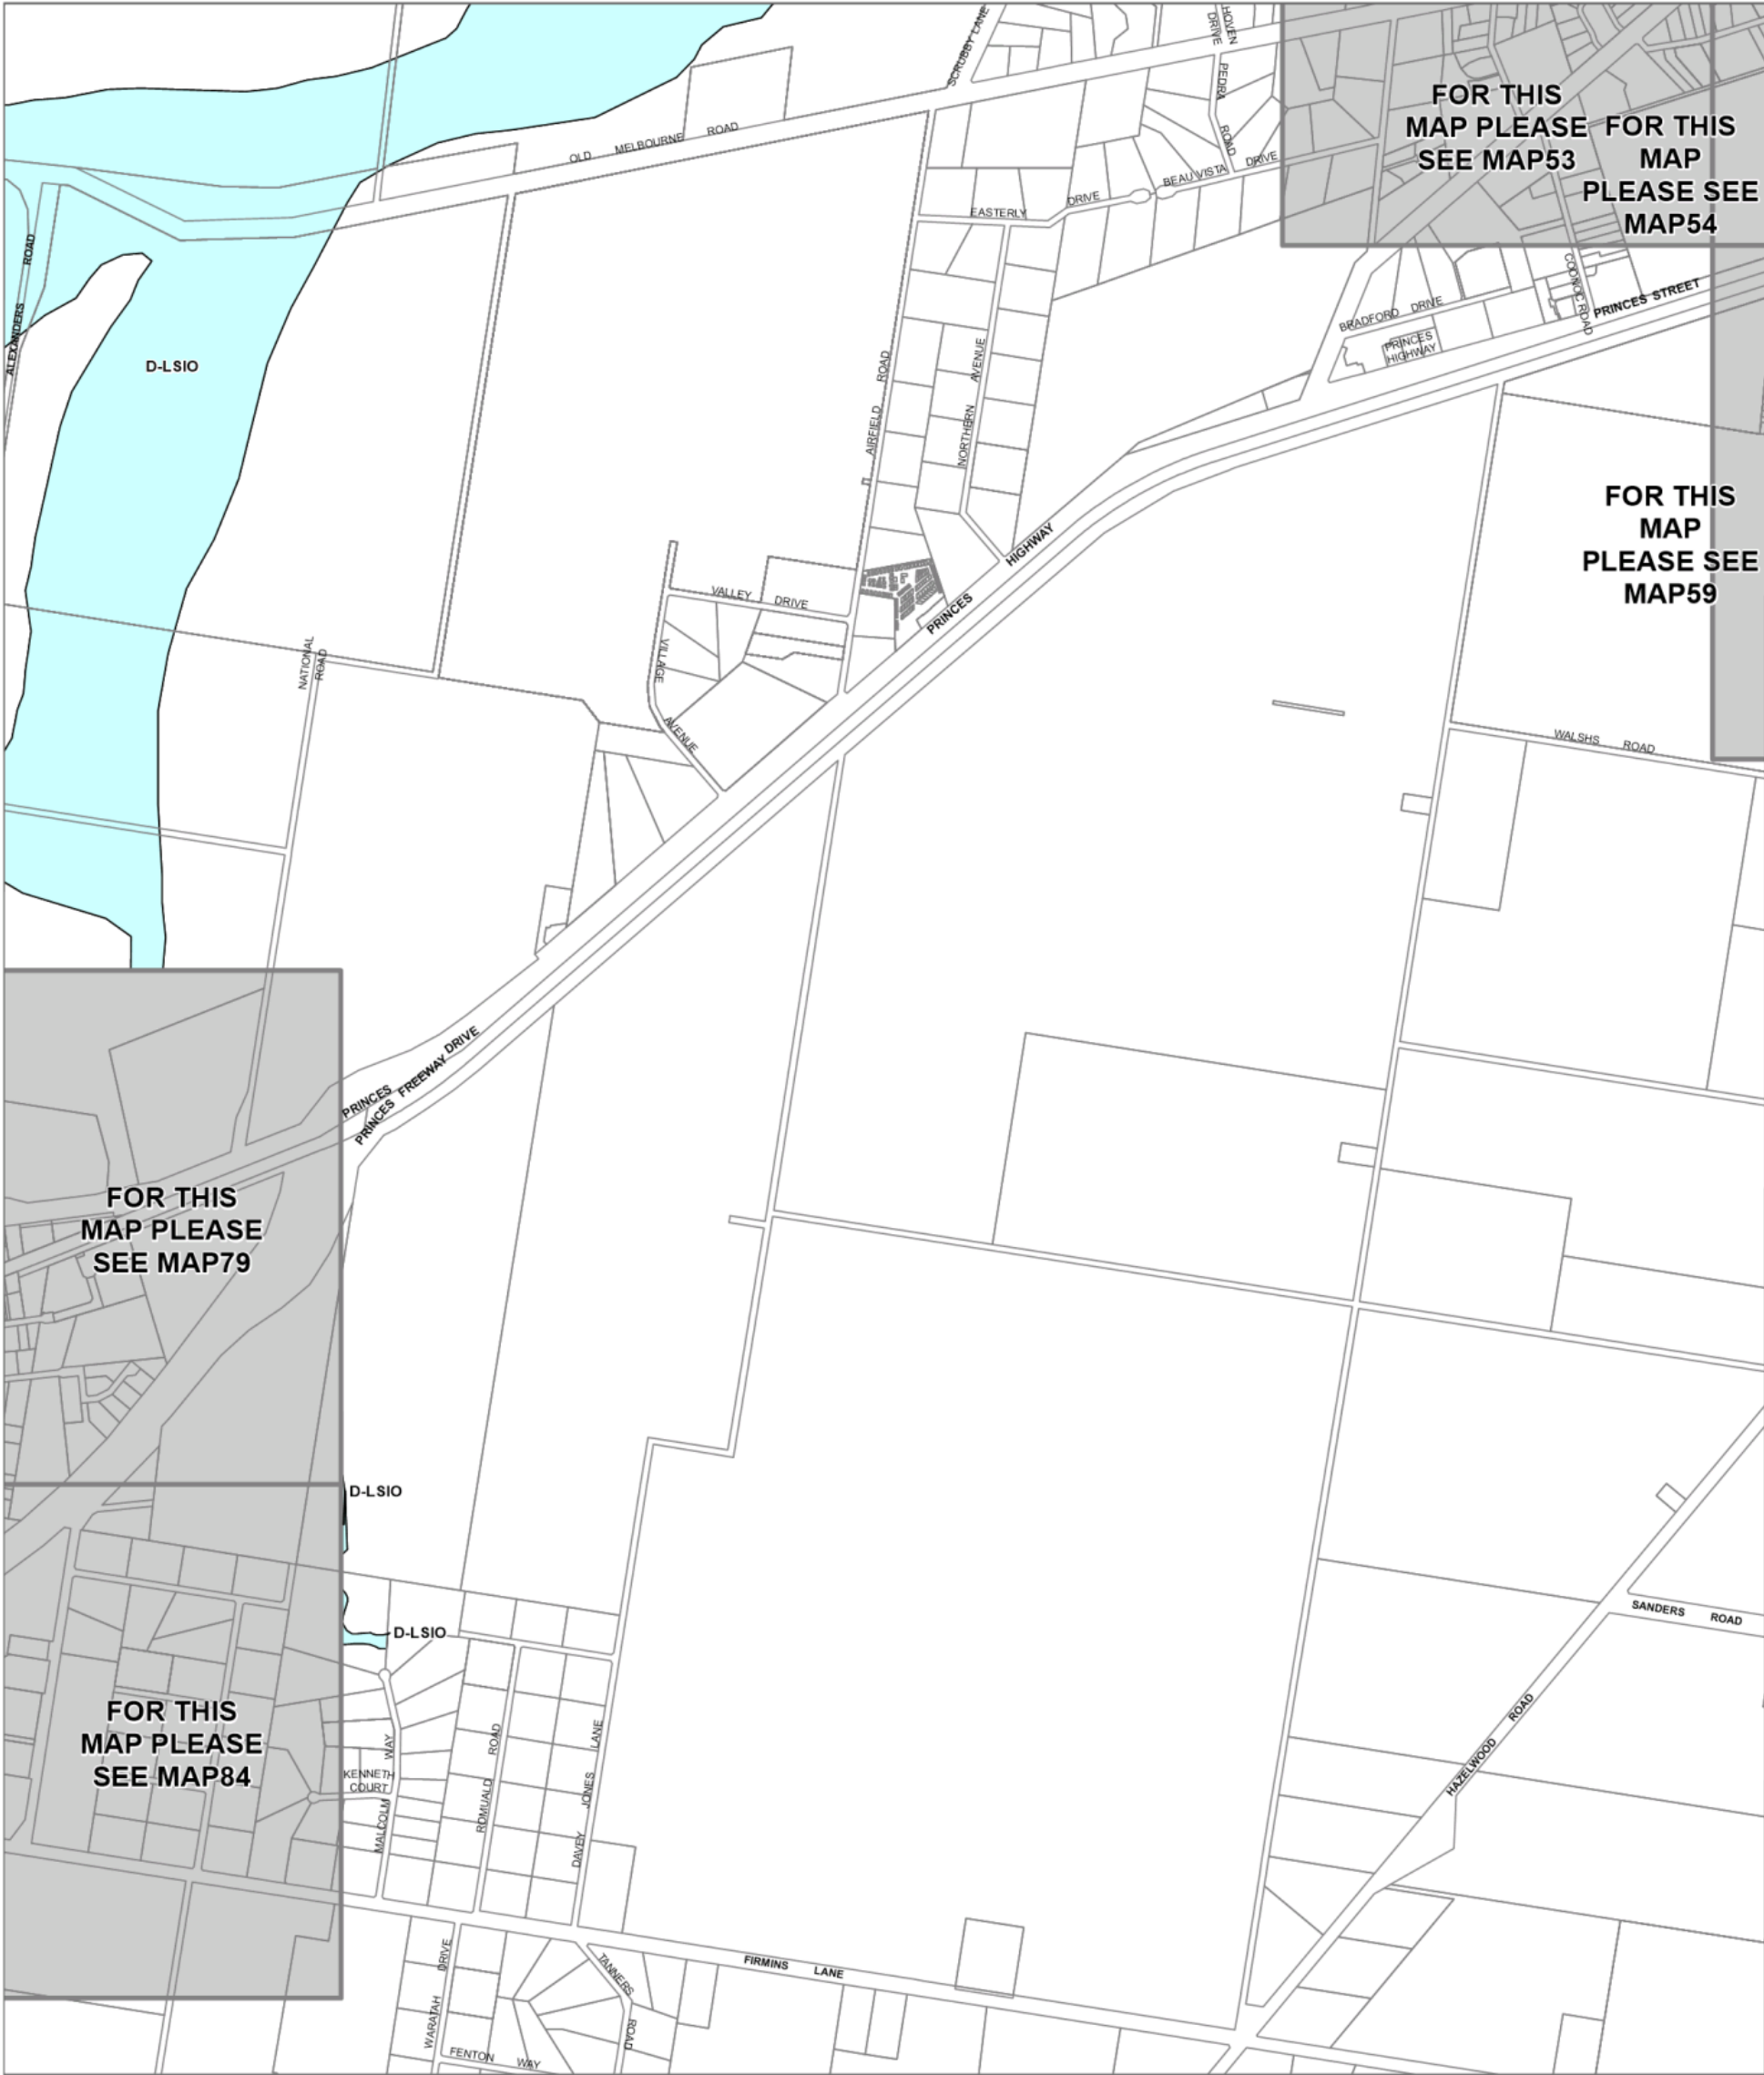 SCRUBBY LANE
HOVEN
DRIVE
PEDRA
ROAD
FOR THIS
MAP PLEASE
SEE MAP53
FOR THIS
MAP
PLEASE SEE
MAP54
OLD MELBOURNE ROAD
BEAU VISTA DRIVE
EASTERLY DRIVE
ALEXANDERS ROAD
D-LSIO
COONOC ROAD
BRADFORD DRIVE
PRINCES STREET
PRINCES
HIGHWAY
AIRFIELD ROAD
NORTHERN AVENUE
FOR THIS
MAP
PLEASE SEE
MAP59
PRINCES HIGHWAY
VALLEY DRIVE
VILLAGE
AVENUE
NATIONAL
ROAD
WALSHS ROAD
PRINCES DRIVE
PRINCES FREEWAY
FOR THIS
MAP PLEASE
SEE MAP79
D-LSIO
D-LSIO
SANDERS ROAD
FOR THIS
MAP PLEASE
SEE MAP84
KENNETH
COURT
MALCOLM WAY
ROMUALD ROAD
DAVEY JONES LANE
HAZELWOOD ROAD
FIRMINS LANE
TANNERS
ROAD
WARATAH DRIVE
FENTON WAY